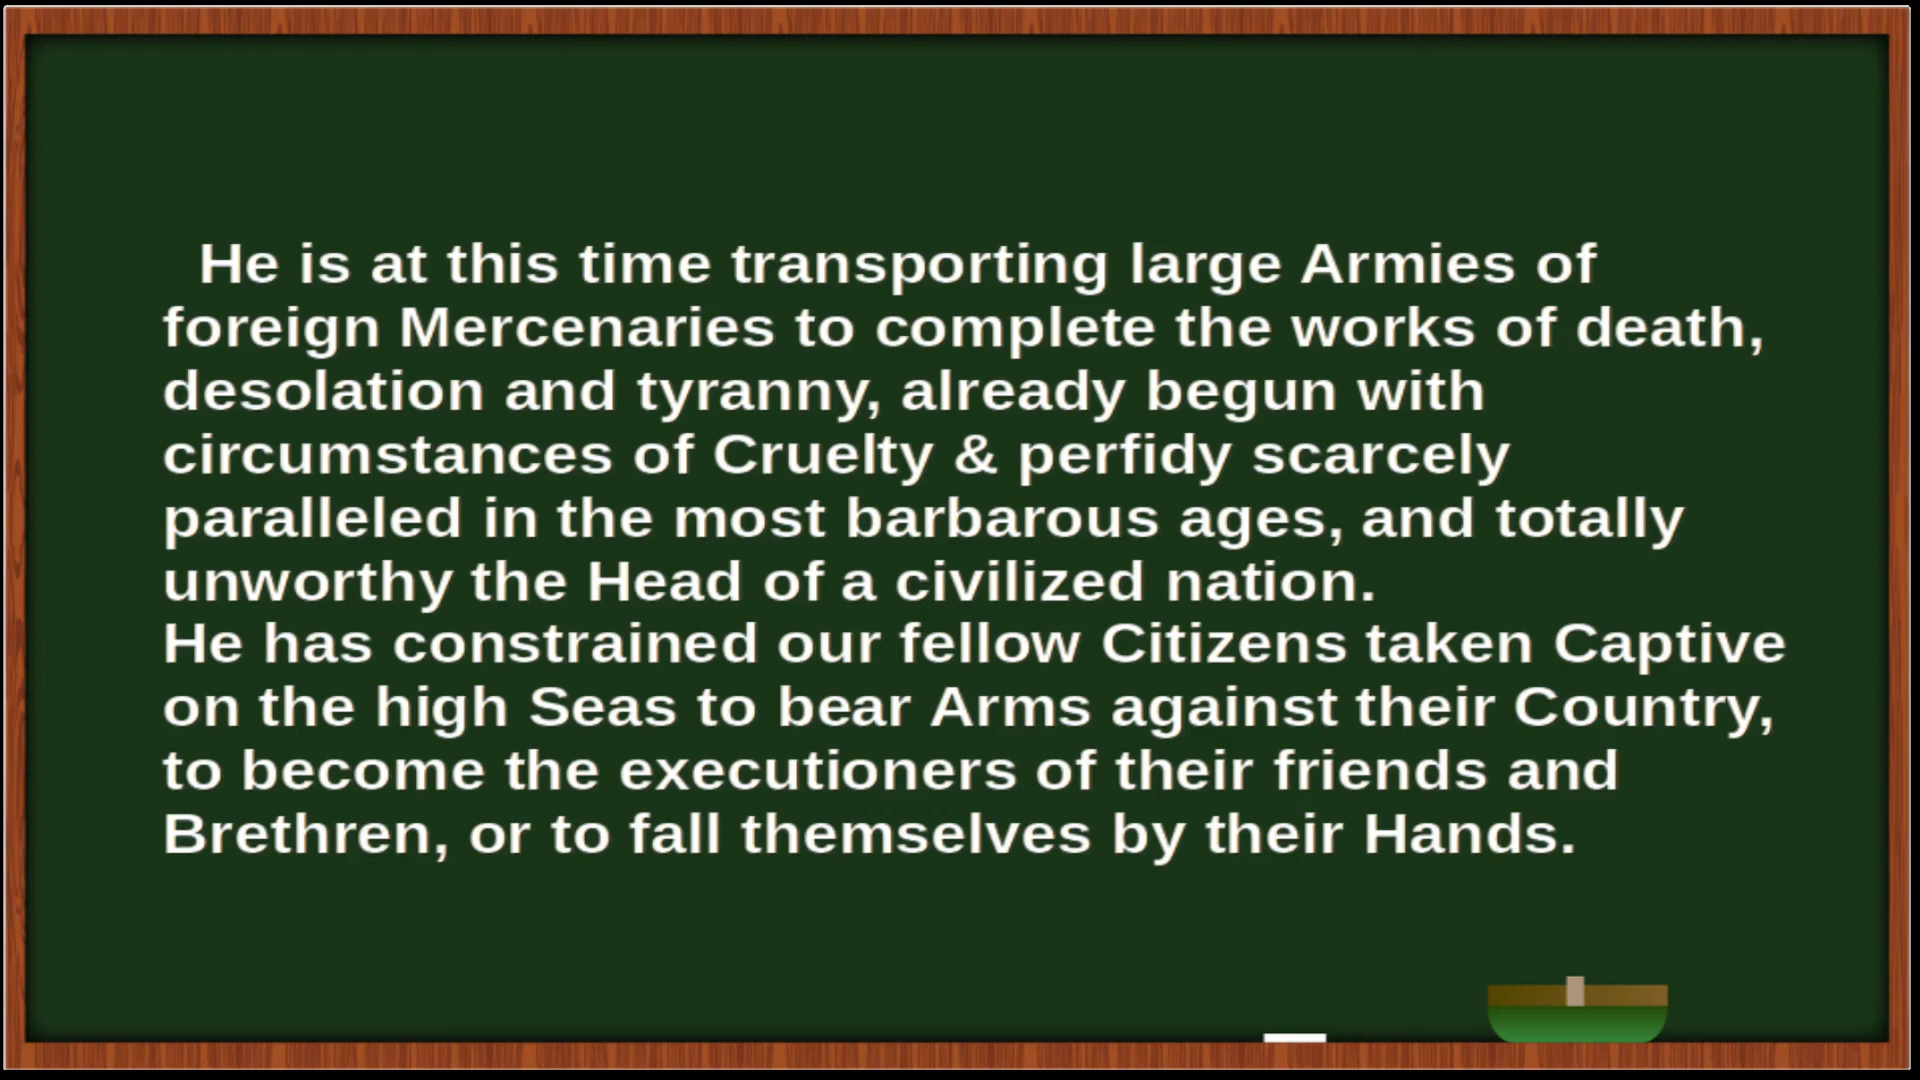 He is at this time transporting large Armies of
foreign Mercenaries to complete the works of death,
desolation and tyranny, already begun with
circumstances of Cruelty & perfidy scarcely
paralleled in the most barbarous ages, and totally
unworthy the Head of a civilized nation.
He has constrained our fellow Citizens taken Captive
on the high Seas to bear Arms against their Country,
to become the executioners of their friends and
Brethren, or to fall themselves by their Hands.